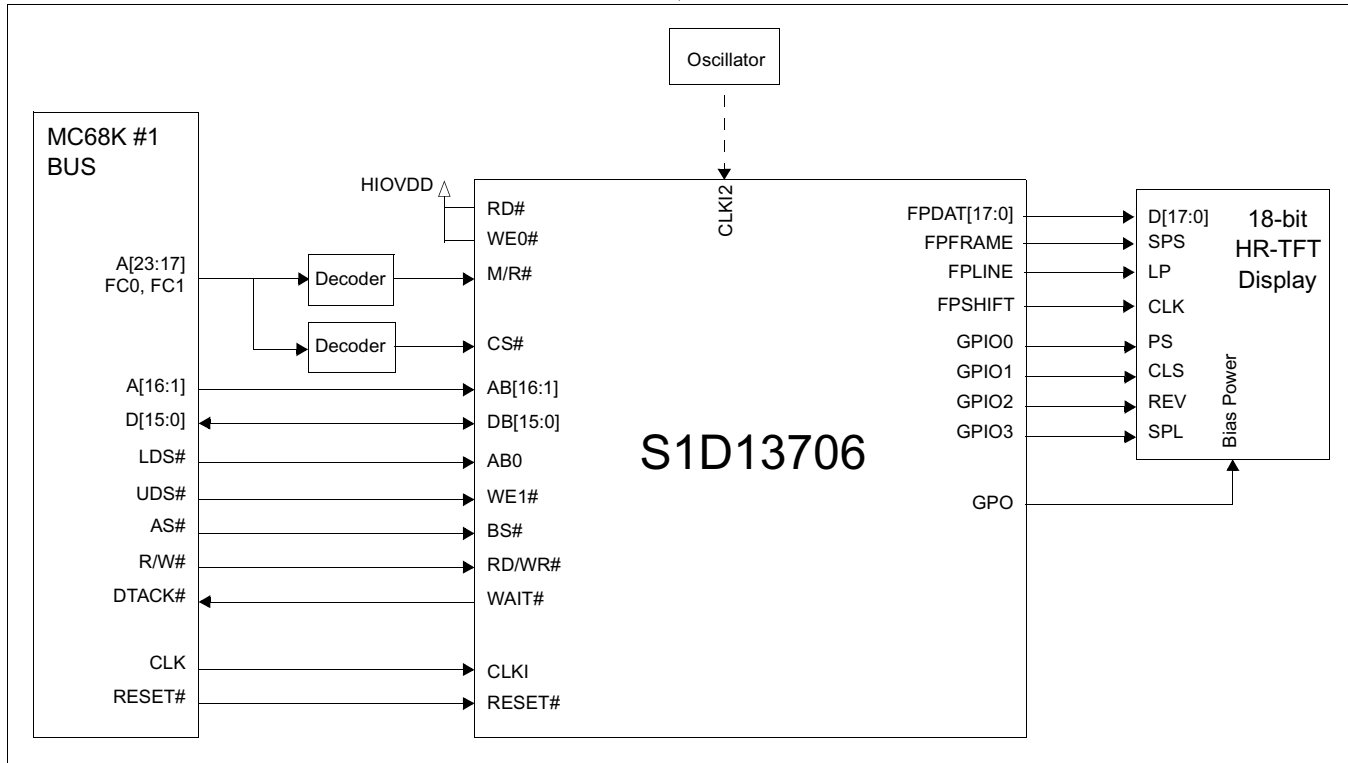 Oscillator
MC68K #1
BUS
A[23:17]
FC0, FC1
A[16:1]
D[15:0]
LDS#
UDS#
AS#
R/W#
DTACK#
CLK
RESET#
HIOVDD
Decoder
Decoder
RD#
WE0#
M/R#
CS#
AB[16:1]
DB[15:0]
AB0
WE1#
BS#
RD/WR#
WAIT#
CLKI
RESET#
CLKI2
S1D13706
FPDAT[17:0]
FPFRAME
FPLINE
FPSHIFT
GPIO0
GPIO1
GPIO2
GPIO3
GPO
D[17:0]
SPS
LP
CLK
PS
CLS
REV
SPL
18-bit
HR-TFT
Display
Bias Power